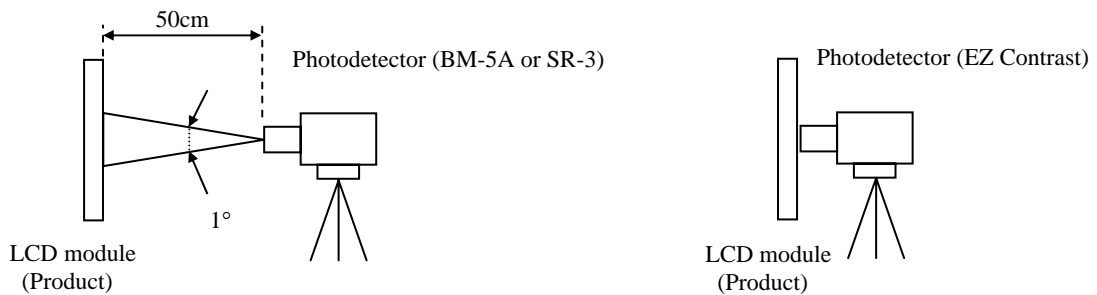 50cm
Photodetector (BM-5A or SR-3)
1°
LCD module
(Product)
Photodetector (EZ Contrast)
LCD module
(Product)